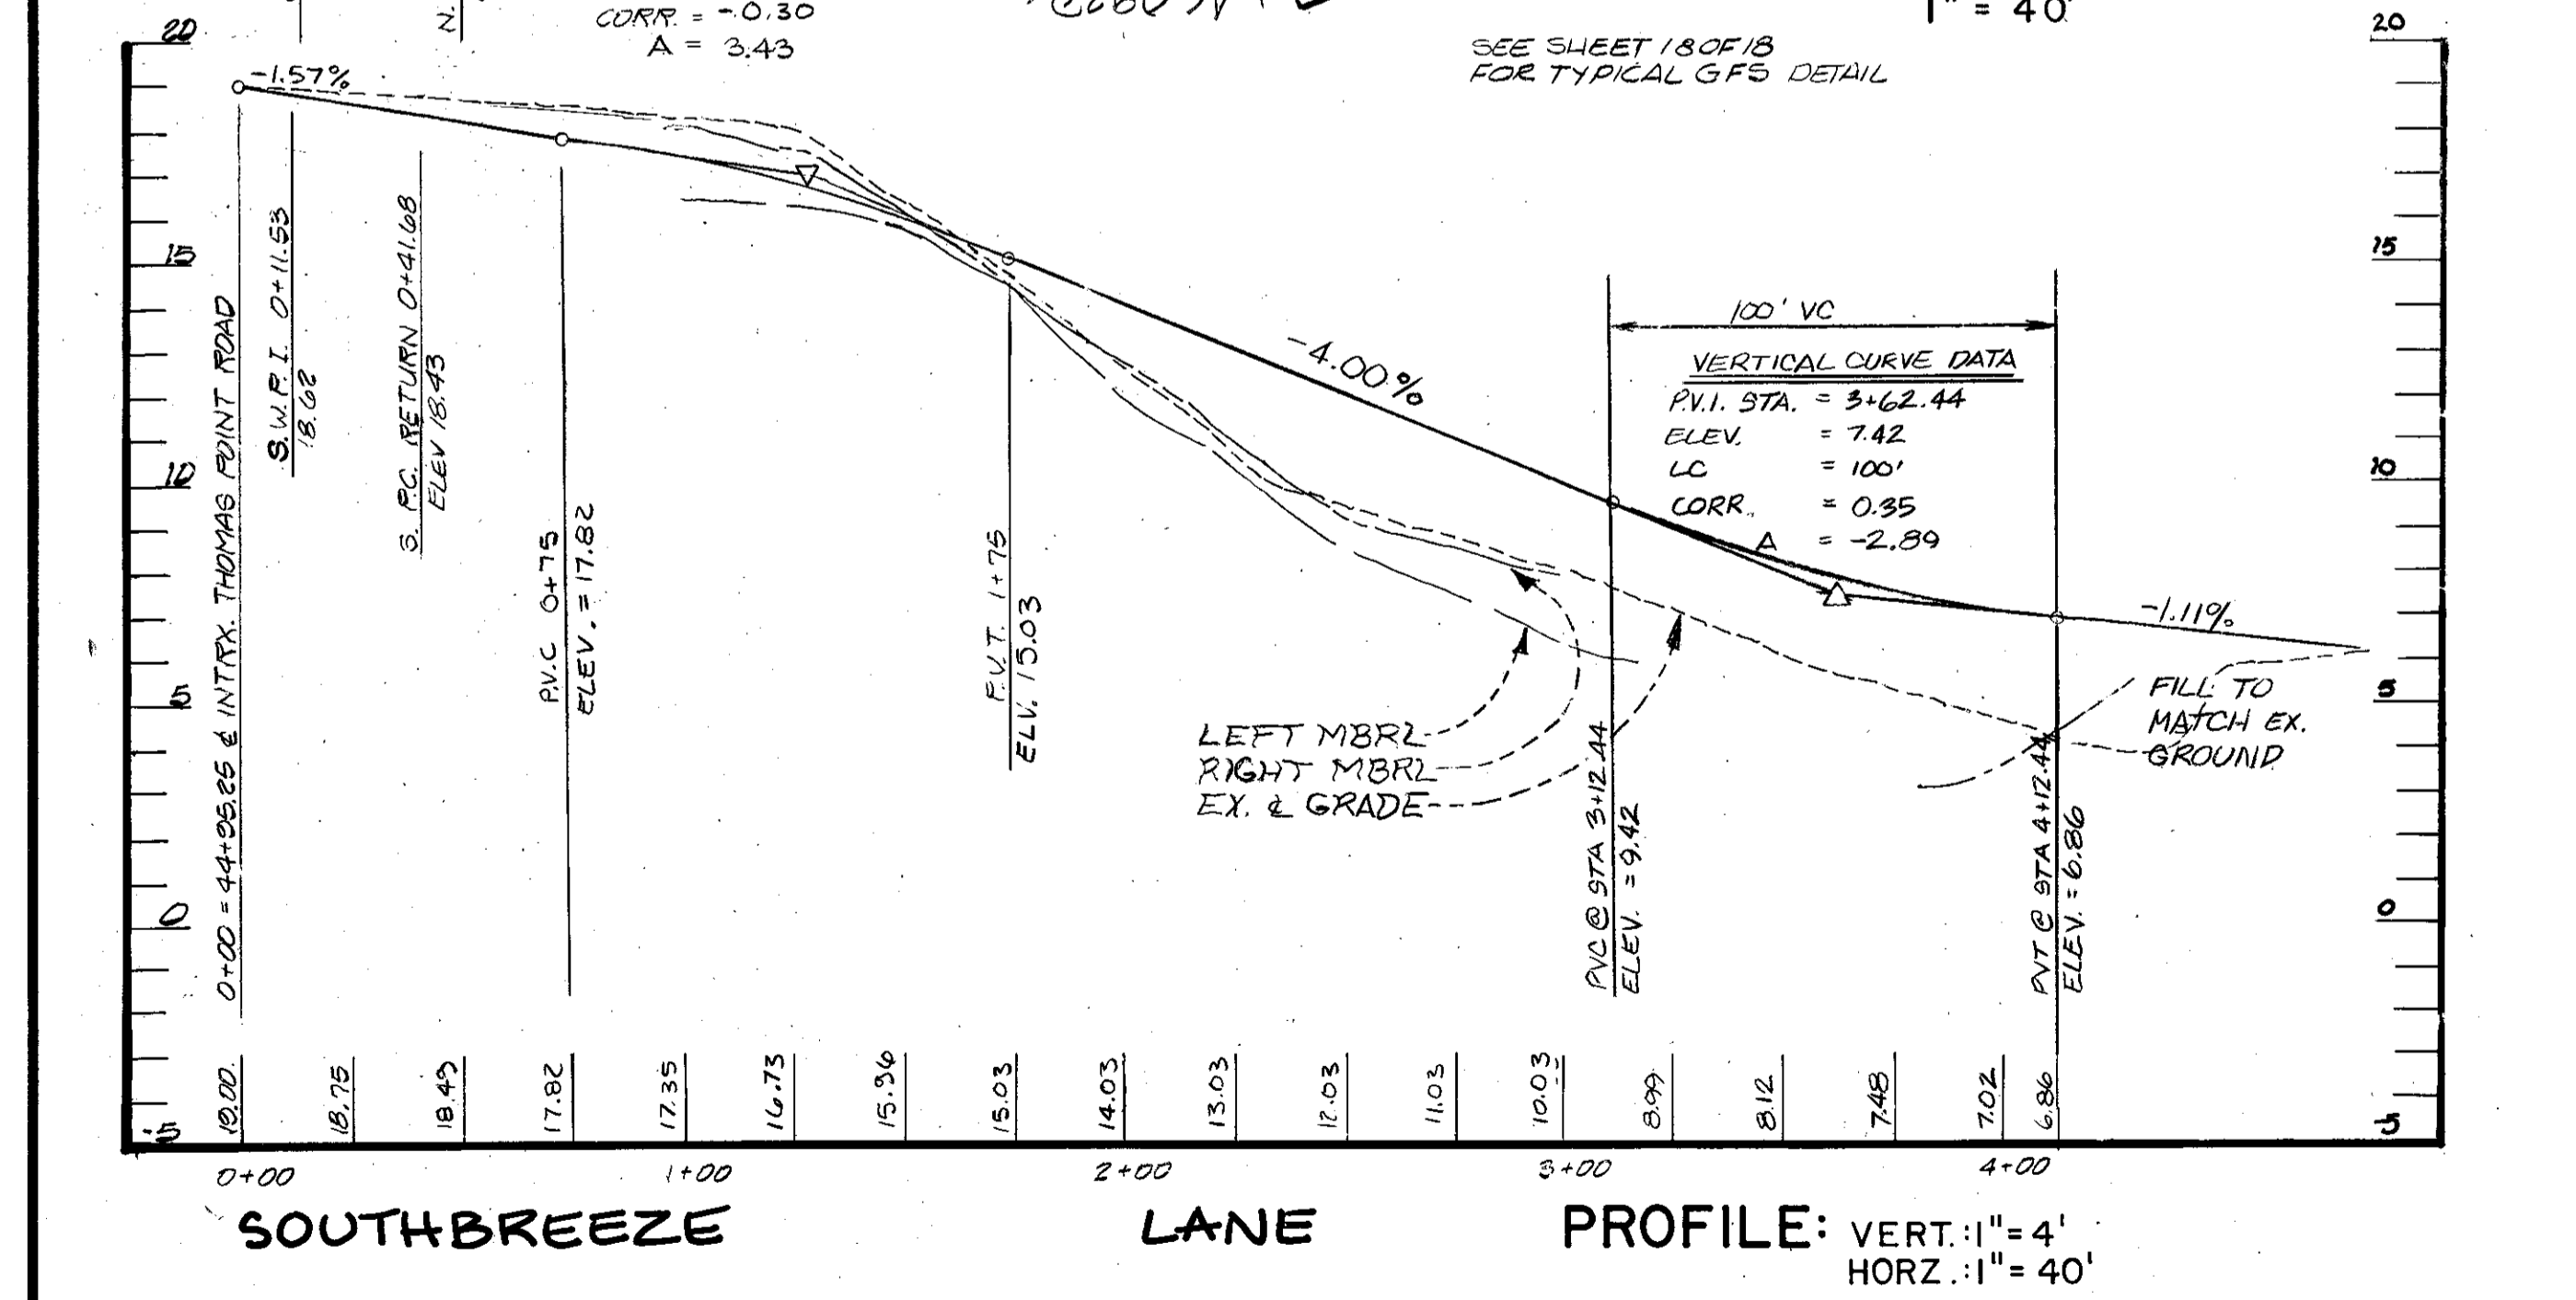 CORR. = -0.30
A = 3.43
1" = 40'
SEE SHEET 18 OF 18
FOR TYPICAL GFS DETAIL
20
15
10
5
0
-5
20
15
10
5
0
-5
-1.57%
0+00 = 44+95.25 ℄ INTRX. THOMAS POINT ROAD
S.W.P.I. 0+11.53
18.62
S. P.C. RETURN 0+41.68
ELEV 18.43
P.V.C 0+75
ELEV. = 17.82
P.V.T. 1+75
ELV. 15.03
-4.00%
100' VC
VERTICAL CURVE DATA
P.V.I. STA. = 3+62.44
ELEV. = 7.42
LC = 100'
CORR. = 0.35
A = -2.89
-1.11%
LEFT MBRL
RIGHT MBRL
EX. ℄ GRADE
PVC @ STA 3+12.44
ELEV. = 9.42
PVT @ STA 4+12.44
ELEV. = 6.86
FILL TO
MATCH EX.
GROUND
19.00 18.75 18.49 17.82 17.35 16.73 15.96 15.03 14.03 13.03 12.03 11.03 10.03 8.99 8.12 7.48 7.02 6.86
0+00 1+00 2+00 3+00 4+00
SOUTHBREEZE LANE PROFILE: VERT.:1"=4'
HORZ.:1"=40'